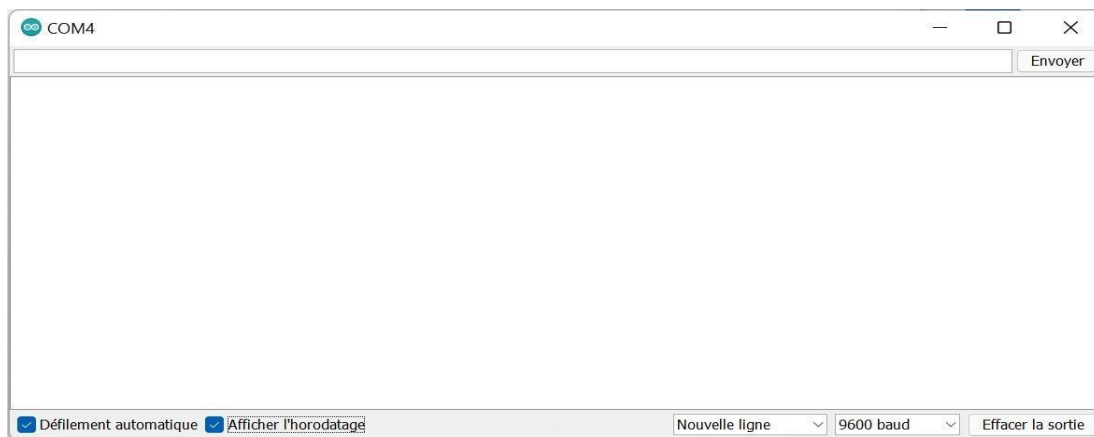 COM4
Envoyer
Défilement automatique Afficher l'horodatage Nouvelle ligne 9600 baud Effacer la sortie